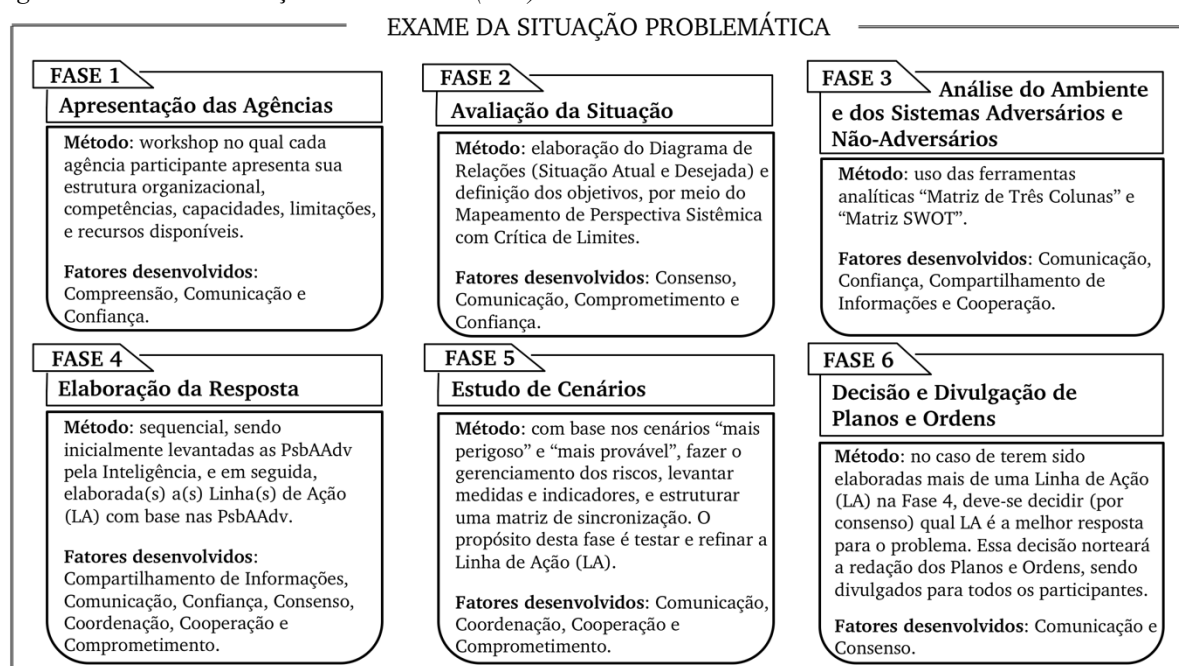 EXAME DA SITUAÇÃO PROBLEMÁTICA
FASE 1
Apresentação das Agências
Método: workshop no qual cada
agência participante apresenta sua
estrutura organizacional,
competências, capacidades, limitações,
e recursos disponíveis.
Fatores desenvolvidos:
Compreensão, Comunicação e
Confiança.
FASE 2
Avaliação da Situação
Método: elaboração do Diagrama de
Relações (Situação Atual e Desejada) e
definição dos objetivos, por meio do
Mapeamento de Perspectiva Sistêmica
com Crítica de Limites.
Fatores desenvolvidos: Consenso,
Comunicação, Comprometimento e
Confiança.
FASE 3
Análise do Ambiente
e dos Sistemas Adversários e
Não-Adversários
Método: uso das ferramentas
analíticas “Matriz de Três Colunas” e
“Matriz SWOT”.
Fatores desenvolvidos: Comunicação,
Confiança, Compartilhamento de
Informações e Cooperação.
FASE 4
Elaboração da Resposta
Método: sequencial, sendo
inicialmente levantadas as PsbAAdv
pela Inteligência, e em seguida,
elaborada(s) a(s) Linha(s) de Ação
(LA) com base nas PsbAAdv.
Fatores desenvolvidos:
Compartilhamento de Informações,
Comunicação, Confiança, Consenso,
Coordenação, Cooperação e
Comprometimento.
FASE 5
Estudo de Cenários
Método: com base nos cenários “mais
perigoso” e “mais provável”, fazer o
gerenciamento dos riscos, levantar
medidas e indicadores, e estruturar
uma matriz de sincronização. O
propósito desta fase é testar e refinar a
Linha de Ação (LA).
Fatores desenvolvidos: Comunicação,
Coordenação, Cooperação e
Comprometimento.
FASE 6
Decisão e Divulgação de
Planos e Ordens
Método: no caso de terem sido
elaboradas mais de uma Linha de Ação
(LA) na Fase 4, deve-se decidir (por
consenso) qual LA é a melhor resposta
para o problema. Essa decisão norteará
a redação dos Planos e Ordens, sendo
divulgados para todos os participantes.
Fatores desenvolvidos: Comunicação e
Consenso.